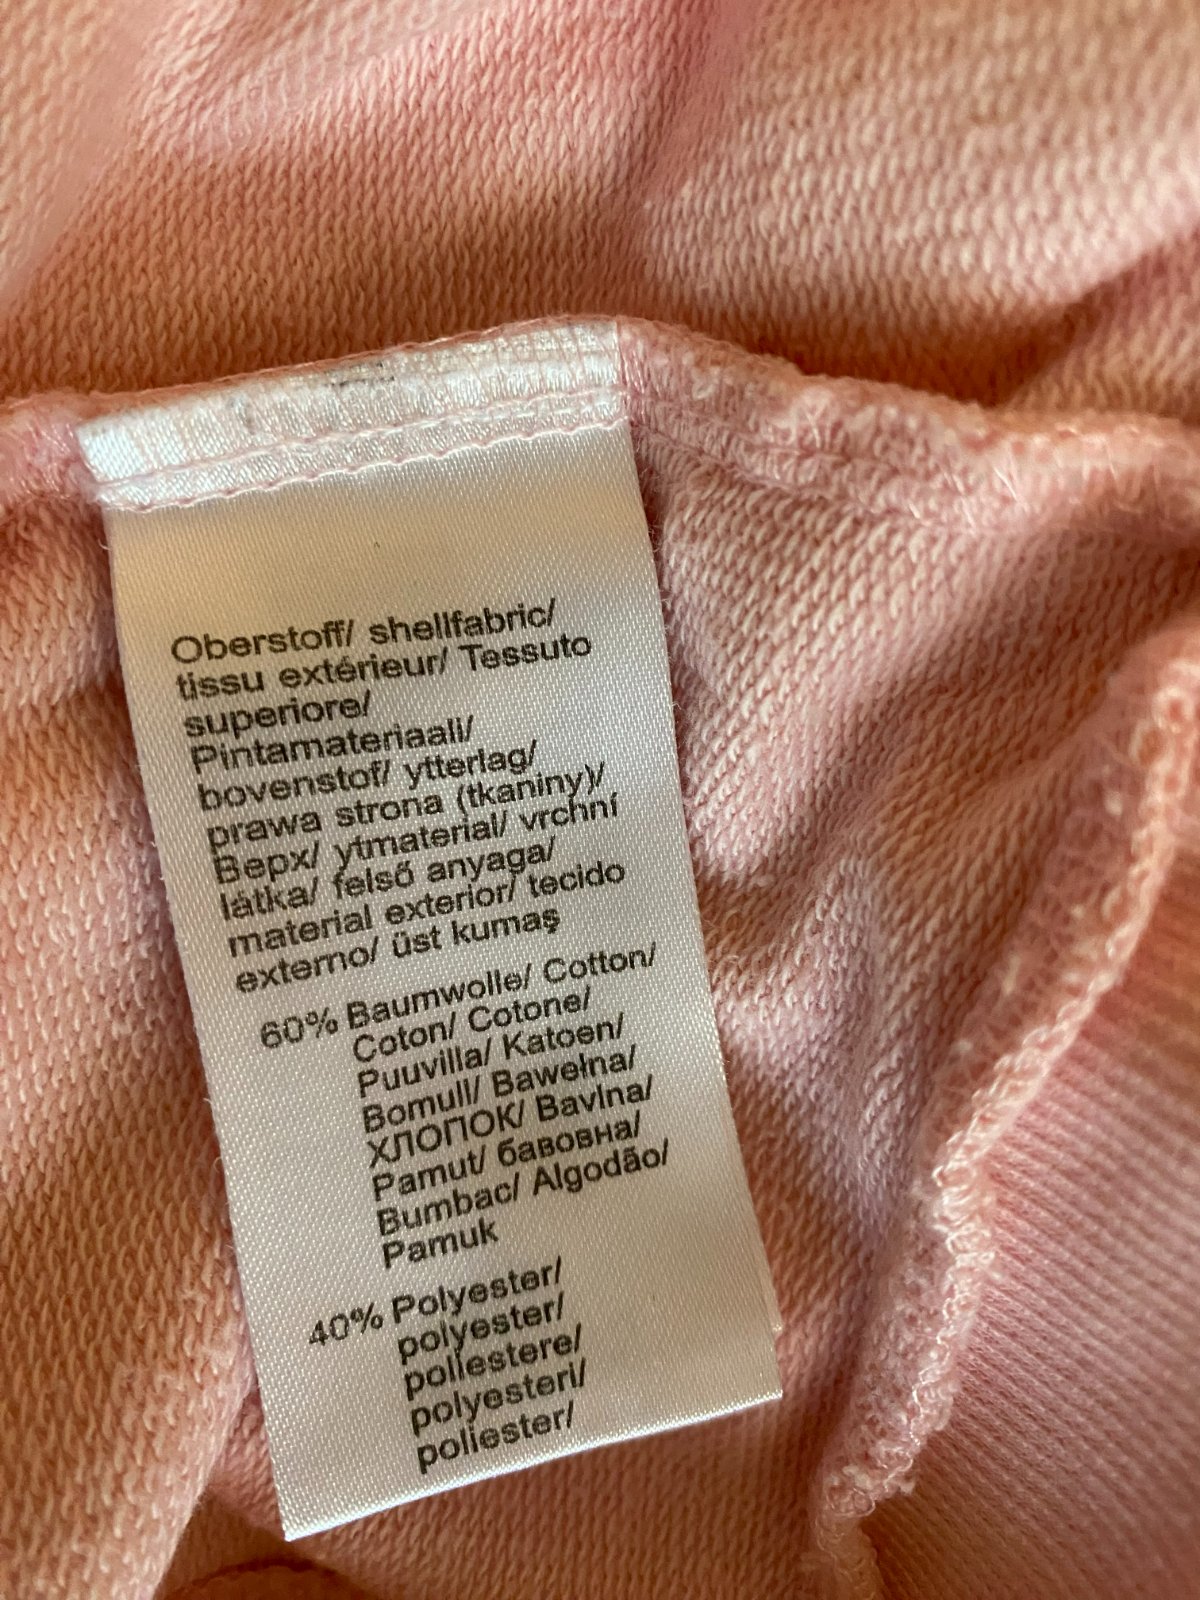 Oberstoff/ shellfabric/
tissu extérieur/ Tessuto
superiore/
Pintamateriaali/
bovenstof/ ytterlag/
prawa strona (tkaniny)/
Bepx/ ytmaterial/ vrchní
látka/ felső anyaga/
material exterior/ tecido
externo/ üst kumaş
60% Baumwolle/ Cotton/
Coton/ Cotone/
Puuvilla/ Katoen/
Bomull/ Bawełna/
ХЛОПОК/ Bavlna/
Pamut/ бавовна/
Bumbac/ Algodão/
Pamuk
40% Polyester/
polyester/
poliestere/
polyesteri/
poliester/